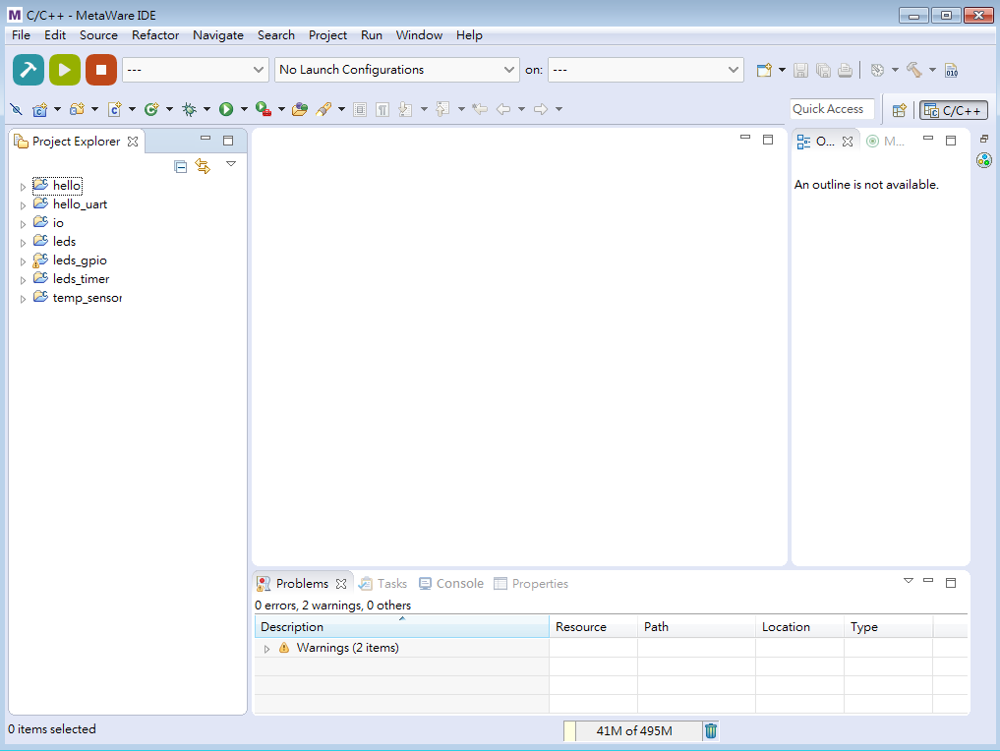 C/C++ - MetaWare IDE
File Edit Source Refactor Navigate Search Project Run Window Help
--- No Launch Configurations on: --- 010
Quick Access C/C++
Project Explorer O... M...
hello
hello_uart
io
leds
leds_gpio
leds_timer
temp_sensor
An outline is not available.
Problems Tasks Console Properties
0 errors, 2 warnings, 0 others
Description Resource Path Location Type
Warnings (2 items)
0 items selected 41M of 495M